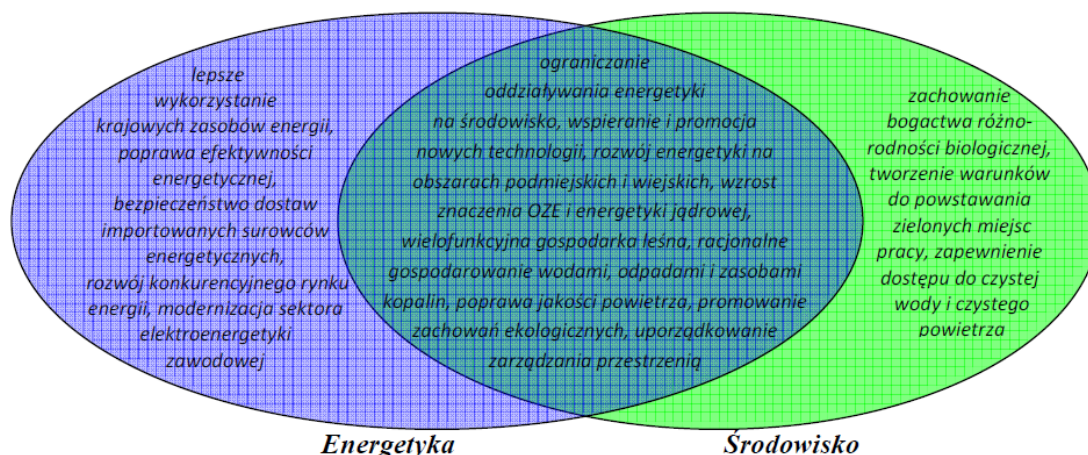 lepsze
wykorzystanie
krajowych zasobów energii,
poprawa efektywności
energetycznej,
bezpieczeństwo dostaw
importowanych surowców
energetycznych,
rozwój konkurencyjnego rynku
energii, modernizacja sektora
elektroenergetyki
zawodowej
ograniczanie
oddziaływania energetyki
na środowisko, wspieranie i promocja
nowych technologii, rozwój energetyki na
obszarach podmiejskich i wiejskich, wzrost
znaczenia OZE i energetyki jądrowej,
wielofunkcyjna gospodarka leśna, racjonalne
gospodarowanie wodami, odpadami i zasobami
kopalin, poprawa jakości powietrza, promowanie
zachowań ekologicznych, uporządkowanie
zarządzania przestrzenią
zachowanie
bogactwa różno-
rodności biologicznej,
tworzenie warunków
do powstawania
zielonych miejsc
pracy, zapewnienie
dostępu do czystej
wody i czystego
powietrza
Energetyka
Środowisko